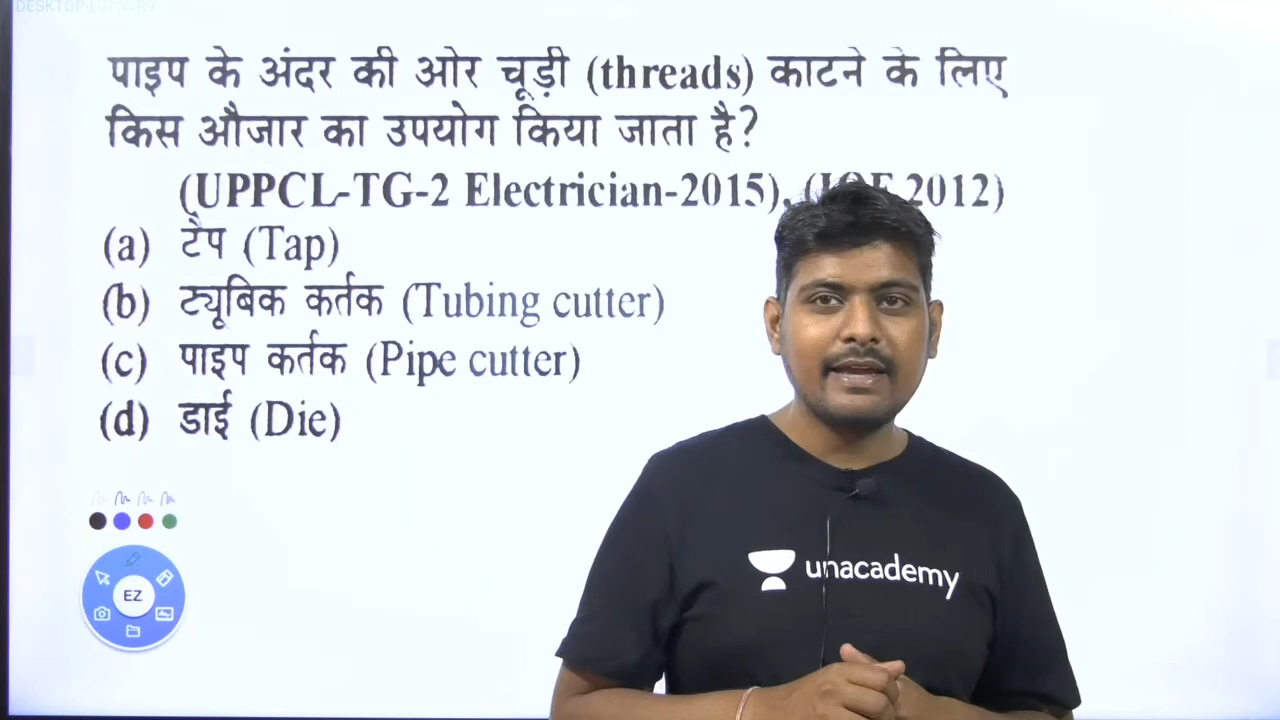 पाइप के अंदर की ओर चूड़ी (threads) काटने के लिए
किस औजार का उपयोग किया जाता है?
(UPPCL-TG-2 Electrician-2015), 2012)
(a) टैप (Tap)
(b) ट्यूबिक कर्तक (Tubing cutter)
(c) पाइप कर्तक (Pipe cutter)
(d) डाई (Die)
EZ
unacademy